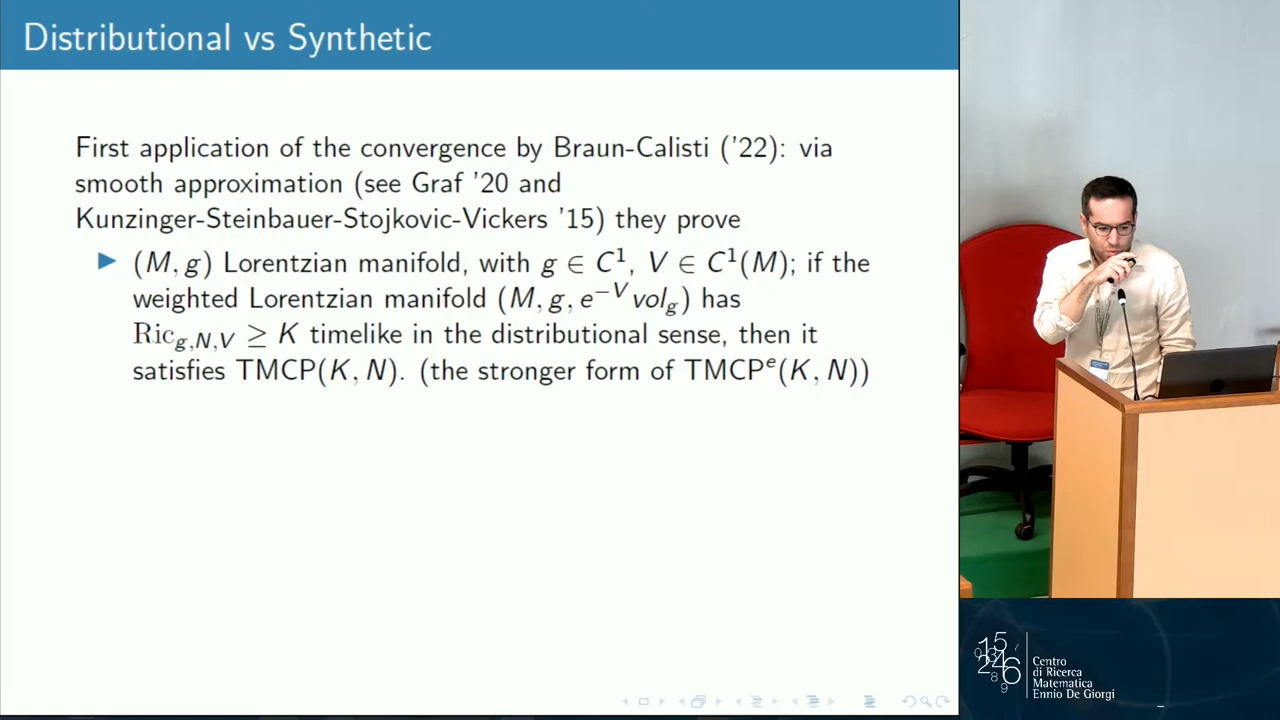 Distributional vs Synthetic
First application of the convergence by Braun-Calisti ('22): via
smooth approximation (see Graf '20 and
Kunzinger-Steinbauer-Stojkovic-Vickers '15) they prove
▶ (M, g) Lorentzian manifold, with g ∈ C¹, V ∈ C¹(M); if the
weighted Lorentzian manifold (M, g, e⁻ⱽ vol_g) has
Ric_{g,N,V} ≥ K timelike in the distributional sense, then it
satisfies TMCP(K, N). (the stronger form of TMCPᵉ(K, N))
Centro
di Ricerca
Matematica
Ennio De Giorgi